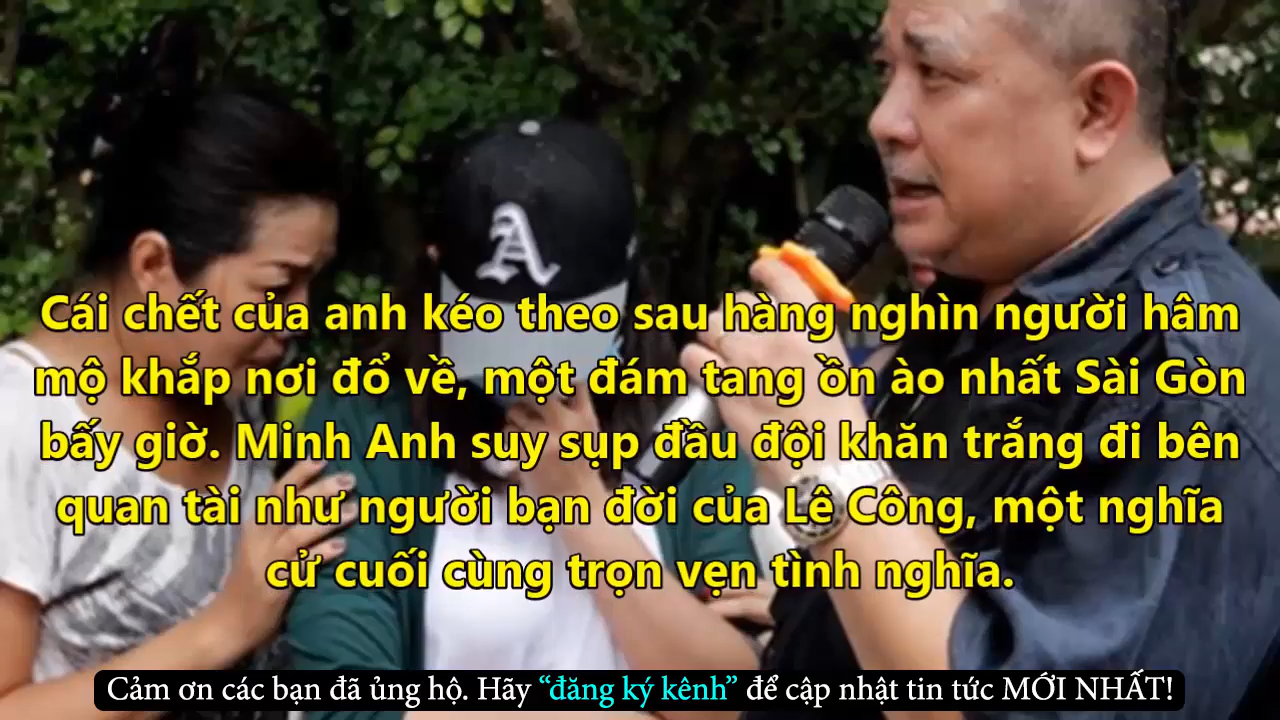 A
Cái chết của anh kéo theo sau hàng nghìn người hâm
mộ khắp nơi đổ về, một đám tang ồn ào nhất Sài Gòn
bấy giờ. Minh Anh suy sụp đầu đội khăn trắng đi bên
quan tài như người bạn đời của Lê Công, một nghĩa
cử cuối cùng trọn vẹn tình nghĩa.
Cảm ơn các bạn đã ủng hộ. Hãy “đăng ký kênh” để cập nhật tin tức MỚI NHẤT!